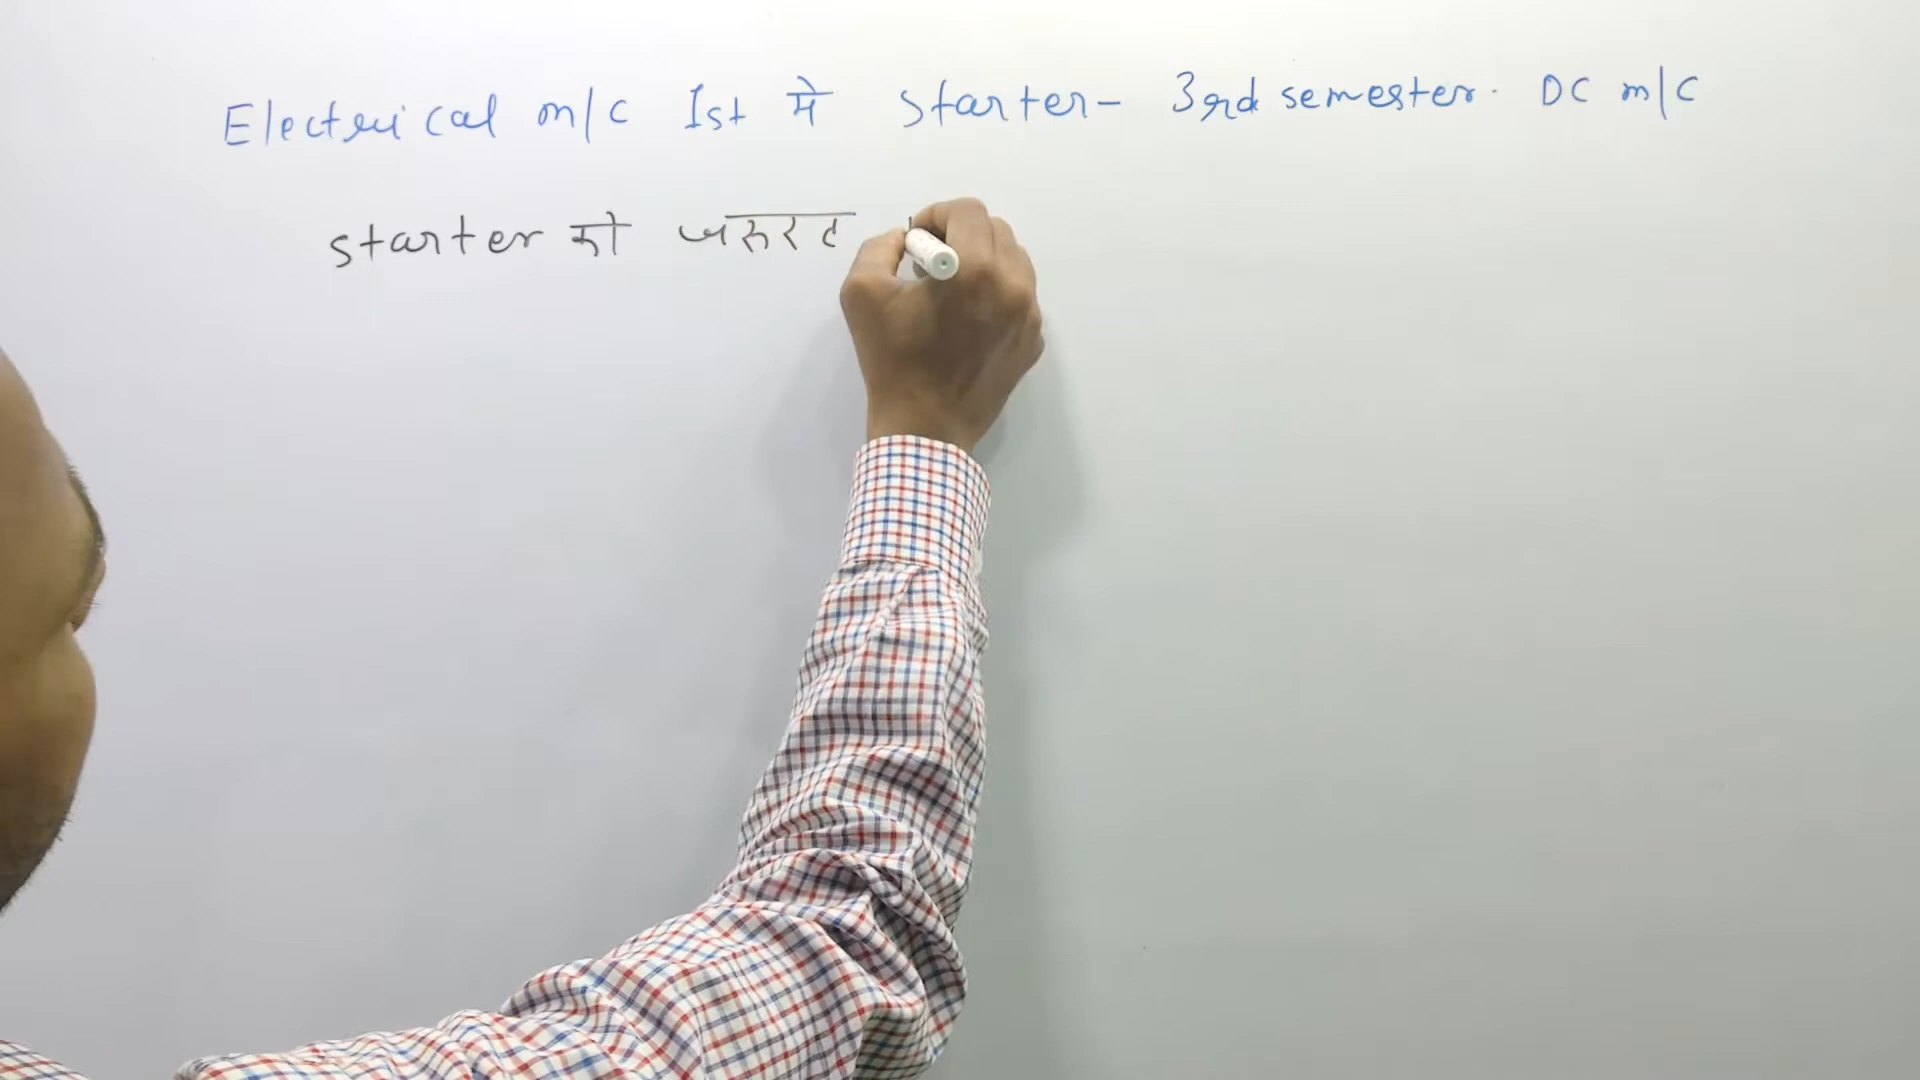 Electrical m/c Ist मे Starter- 3rd semester. DC m/c
starter को जरुरत